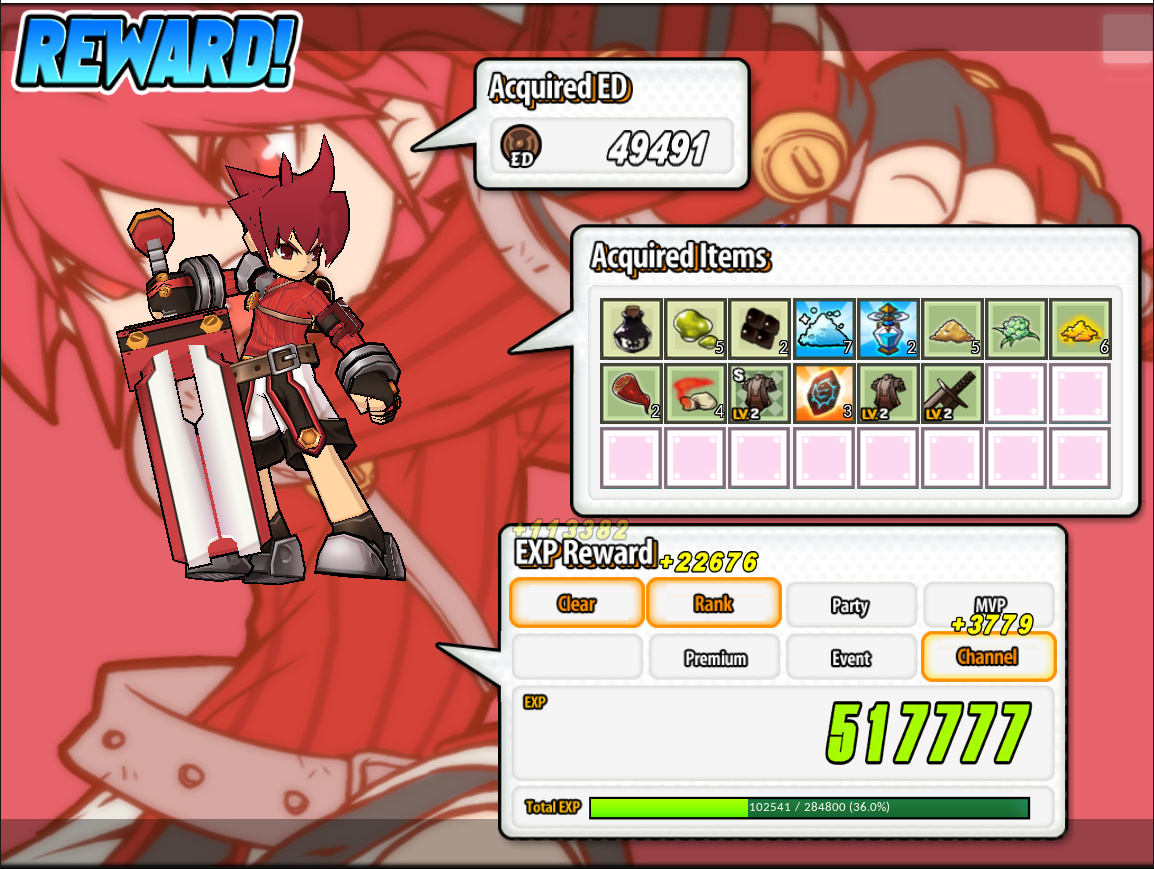 REWARD!
Acquired ED
ED 49491
Acquired Items
5 2 7 2 5 6
2 4 S LV.2 3 LV.2 LV.2
+113382
EXP Reward +22676
Clear Rank Party MVP
+3779
Premium Event Channel
EXP
517777
Total EXP 102541 / 284800 (36.0%)